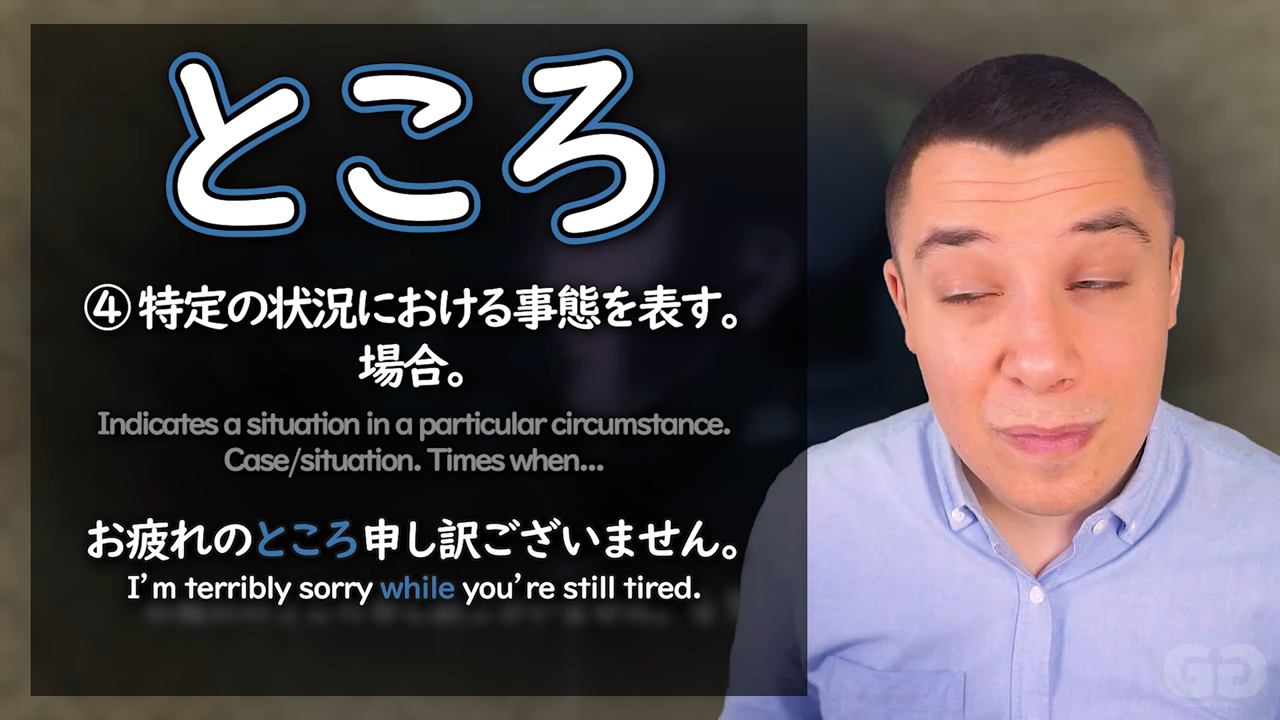 ところ
④特定の状況における事態を表す。
場合。
Indicates a situation in a particular circumstance.
Case/situation. Times when...
お疲れのところ申し訳ございません。
I'm terribly sorry while you're still tired.
GG